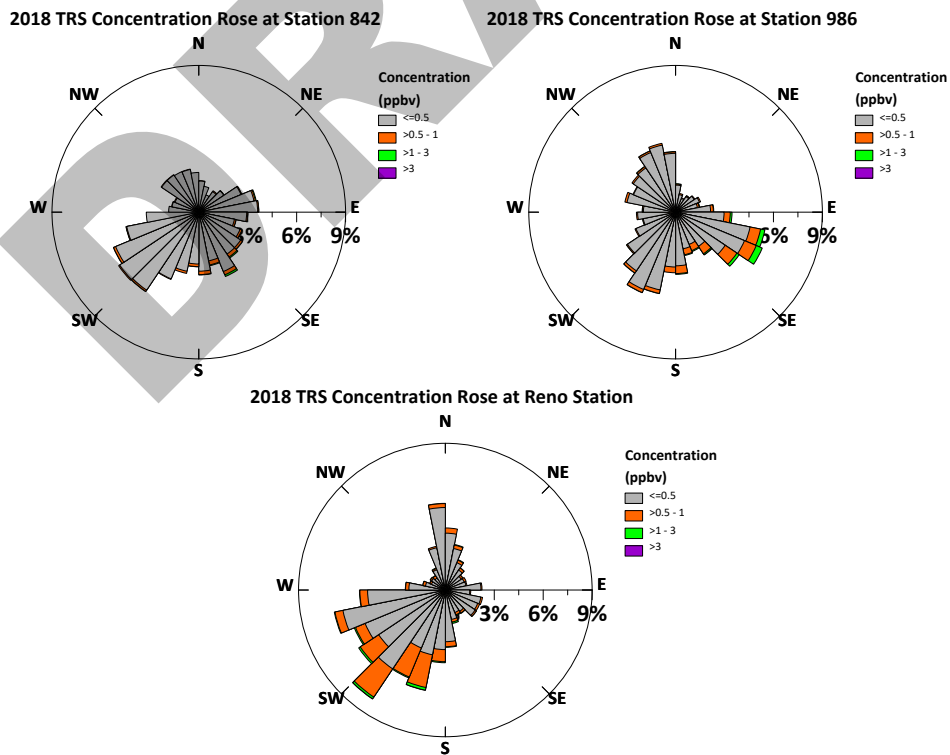 2018 TRS Concentration Rose at Station 842
N
NW
NE
W
E
3%
6%
9%
SW
SE
S
Concentration
(ppbv)
<=0.5
>0.5 - 1
>1 - 3
>3
2018 TRS Concentration Rose at Station 986
N
NE
W
E
6%
9%
SW
SE
S
Concentration
(ppbv)
<=0.5
>0.5 - 1
>1 - 3
>3
2018 TRS Concentration Rose at Reno Station
N
NW
NE
W
E
3%
6%
9%
SW
SE
S
Concentration
(ppbv)
<=0.5
>0.5 - 1
>1 - 3
>3